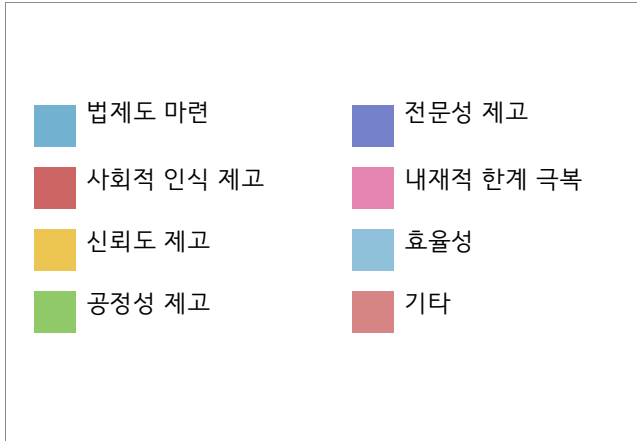 법제도 마련
사회적 인식 제고
신뢰도 제고
공정성 제고
전문성 제고
내재적 한계 극복
효율성
기타